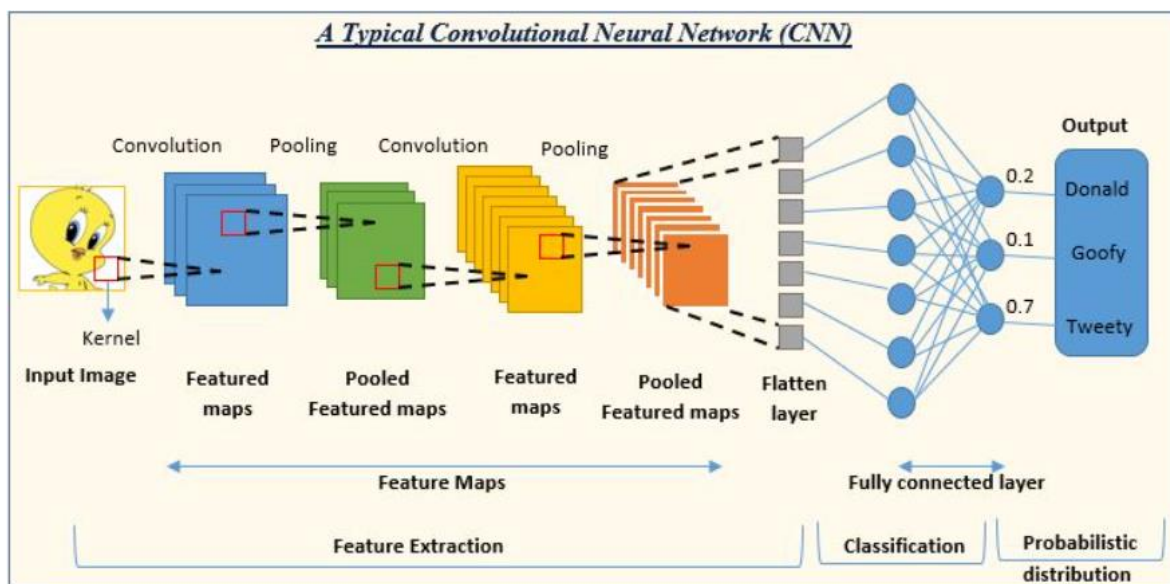 A Typical Convolutional Neural Network (CNN)
Convolution
Pooling
Convolution
Pooling
Output
0.2
Donald
0.1
Goofy
0.7
Tweety
Kernel
Input Image
Featured
maps
Pooled
Featured maps
Featured
maps
Pooled
Featured maps
Flatten
layer
Feature Maps
Fully connected layer
Feature Extraction
Classification
Probabilistic
distribution